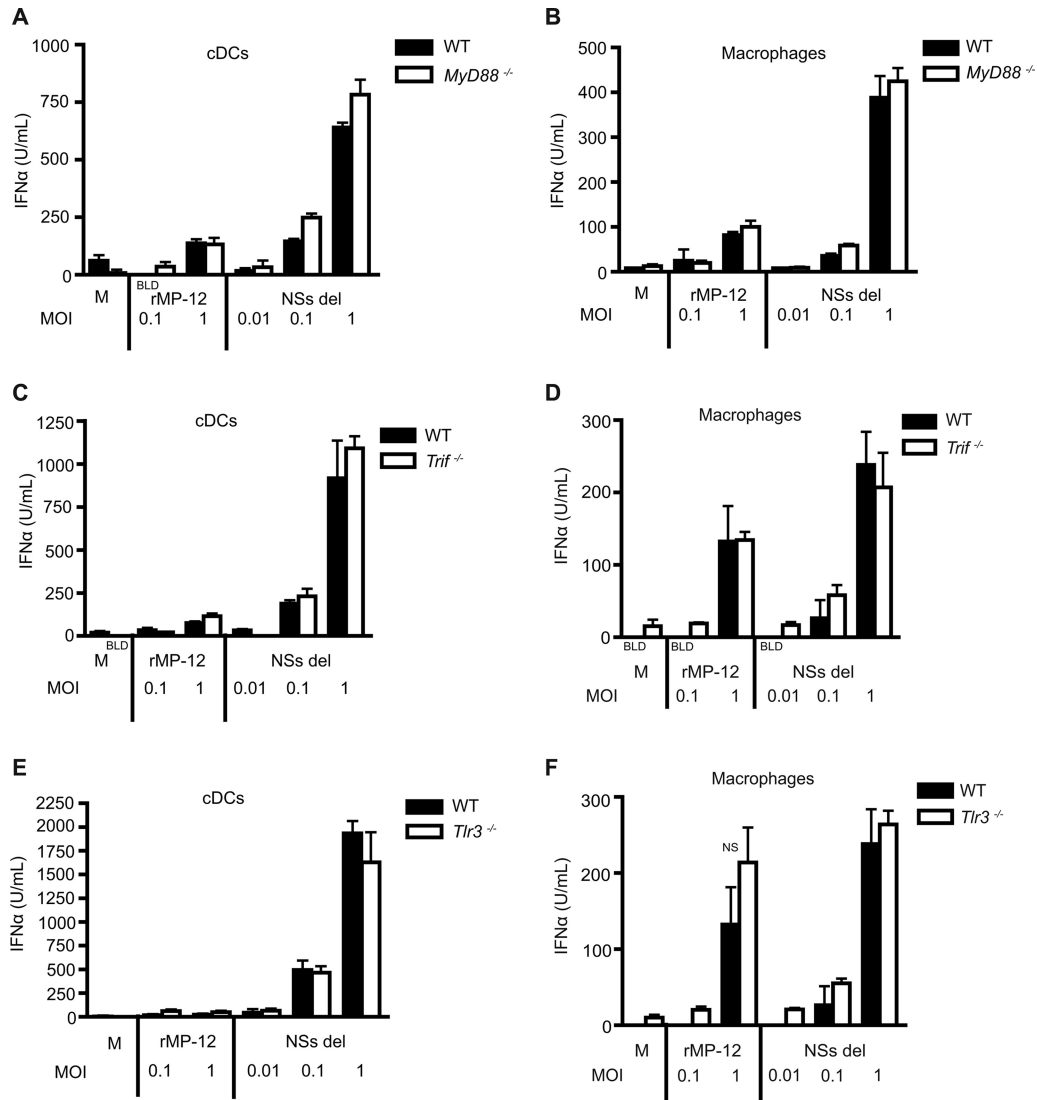 A
cDCs
WT
MyD88 -/-
IFNα (U/mL)
1000
750
500
250
0
M
BLD
rMP-12
NSs del
MOI
0.1
1
0.01
0.1
1
B
Macrophages
WT
MyD88 -/-
IFNα (U/mL)
500
400
300
200
100
0
M
rMP-12
NSs del
MOI
0.1
1
0.01
0.1
1
C
cDCs
WT
Trif -/-
IFNα (U/mL)
1250
1000
750
500
250
0
M
BLD
rMP-12
NSs del
MOI
0.1
1
0.01
0.1
1
D
Macrophages
WT
Trif -/-
IFNα (U/mL)
300
200
100
0
BLD
BLD
BLD
M
rMP-12
NSs del
MOI
0.1
1
0.01
0.1
1
E
cDCs
WT
Tlr3 -/-
IFNα (U/mL)
2250
2000
1750
1500
1250
1000
750
500
250
0
M
rMP-12
NSs del
MOI
0.1
1
0.01
0.1
1
F
Macrophages
WT
Tlr3 -/-
IFNα (U/mL)
300
200
100
0
NS
M
rMP-12
NSs del
MOI
0.1
1
0.01
0.1
1